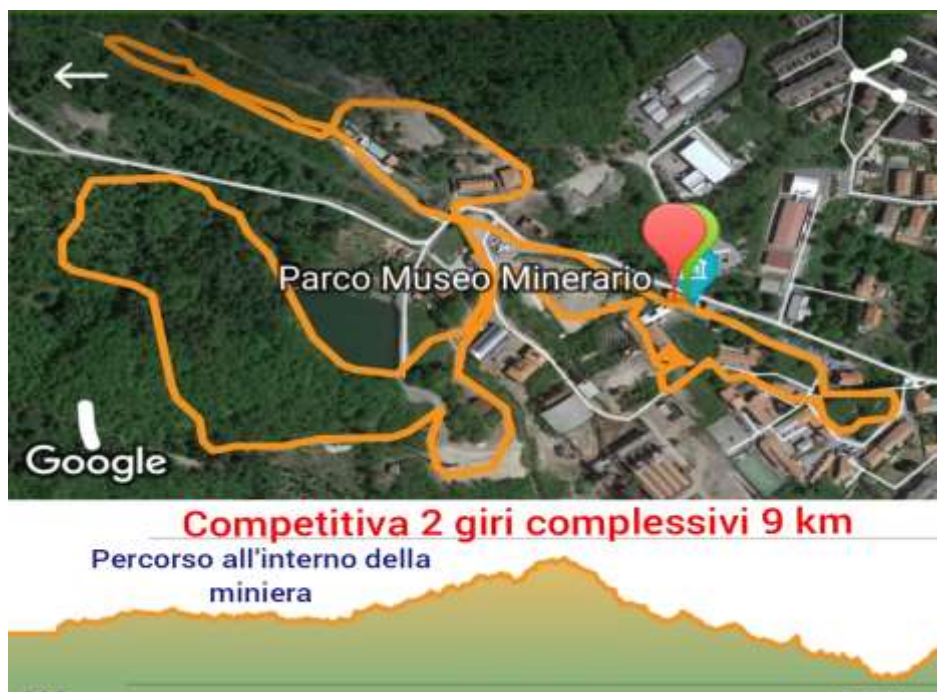 Parco Museo Minerario
Google
Competitiva 2 giri complessivi 9 km
Percorso all'interno della
miniera